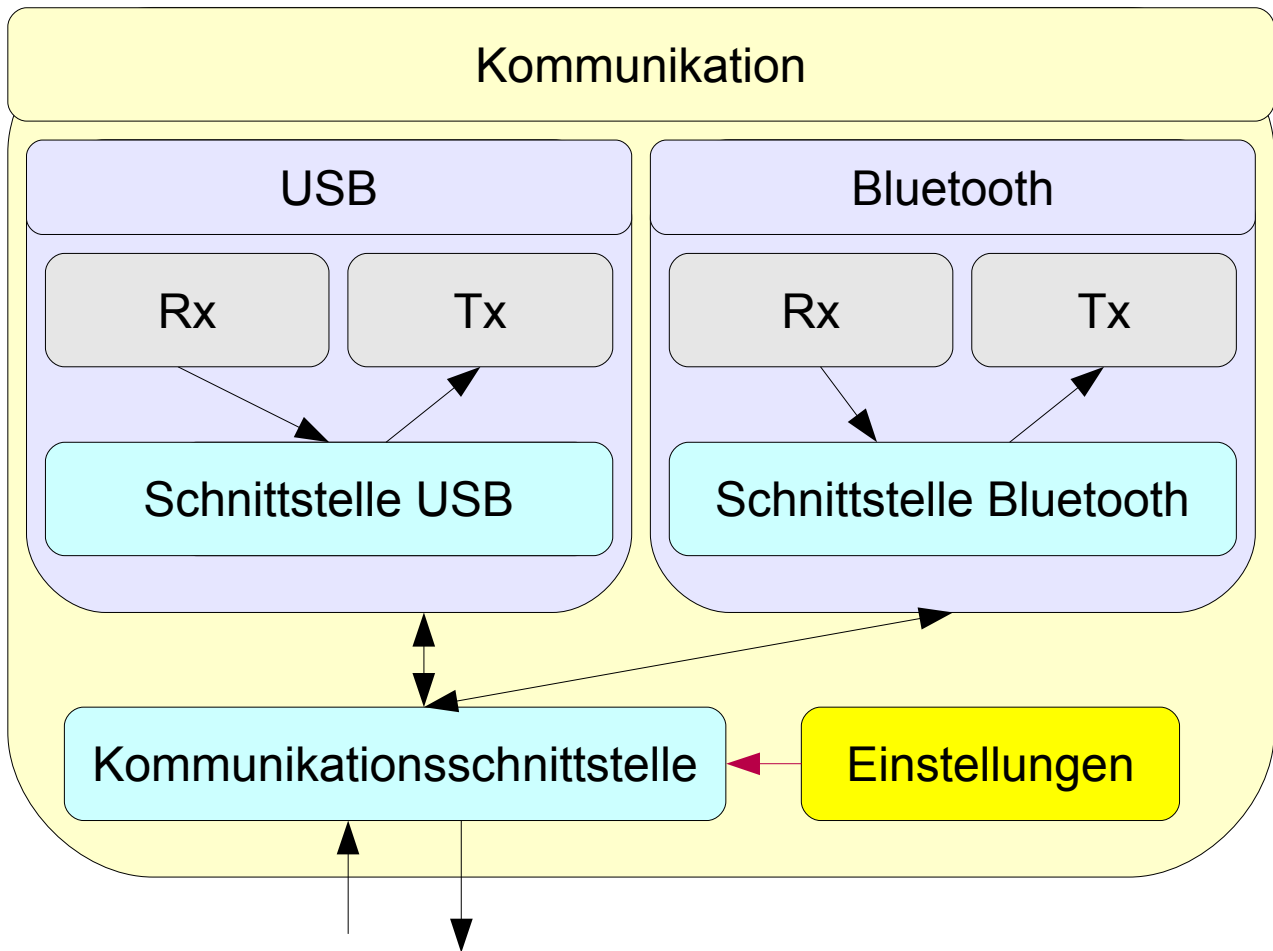 Kommunikation
USB
Bluetooth
Rx
Tx
Rx
Tx
Schnittstelle USB
Schnittstelle Bluetooth
Kommunikationsschnittstelle
Einstellungen